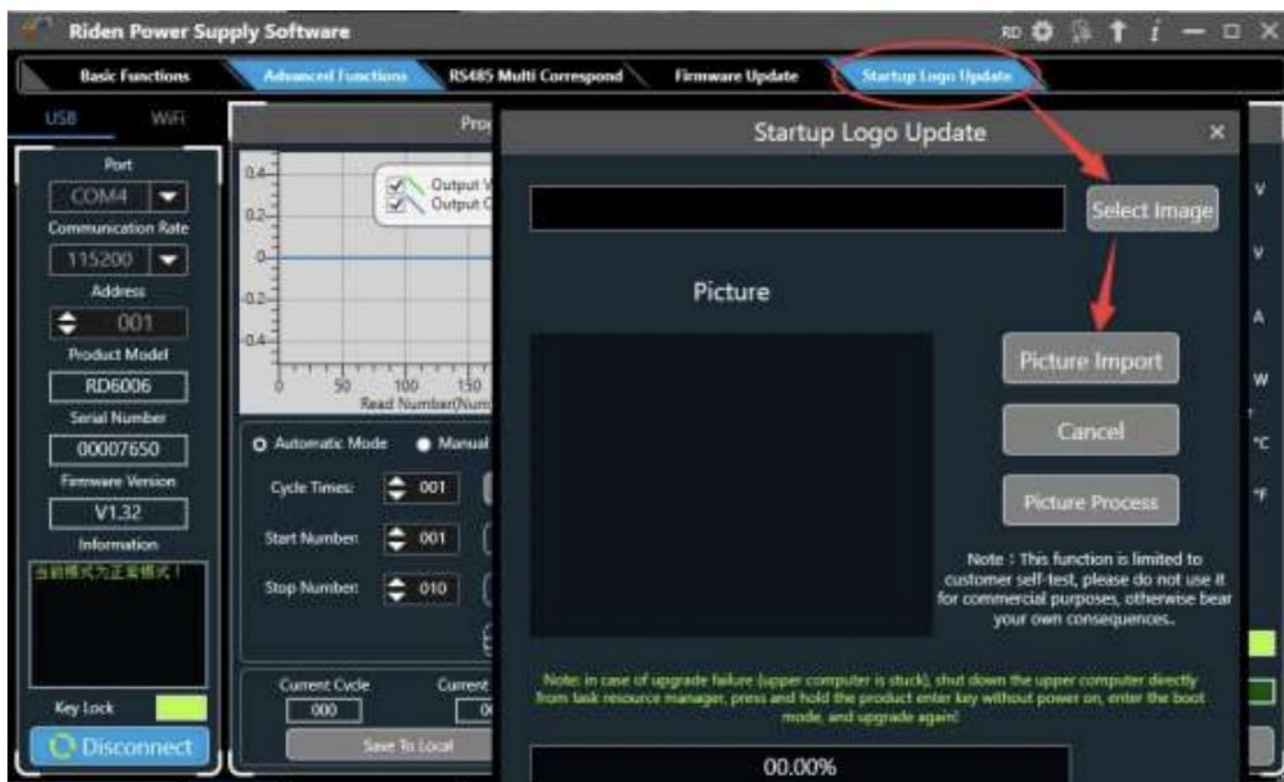 Riden Power Supply Software
RD
Basic Functions
Advanced Functions
RS485 Multi Correspond
Firmware Update
Startup Logo Update
USB
WiFi
Port
COM4
Communication Rate
115200
Address
001
Product Model
RD6006
Serial Number
00007650
Firmware Version
V1.32
Information
当前模式为正常模式！
Key Lock
Disconnect
0.4
Output
0.2
Output
0
-0.2
-0.4
0 50 100 150
Automatic Mode
Manual
Cycle Times:
001
Start Number:
001
Stop Number:
010
Current Cycle
Current
000
Save To Local
Startup Logo Update
Select Image
Picture
Picture Import
Cancel
Picture Process
Note : This function is limited to
customer self-test, please do not use it
for commercial purposes, otherwise bear
your own consequences..
Note: in case of upgrade failure (upper computer is stuck), shut down the upper computer directly
from task resource manager, press and hold the product enter key without power on, enter the boot
mode, and upgrade again!
00.00%
V
V
A
W
°C
°F